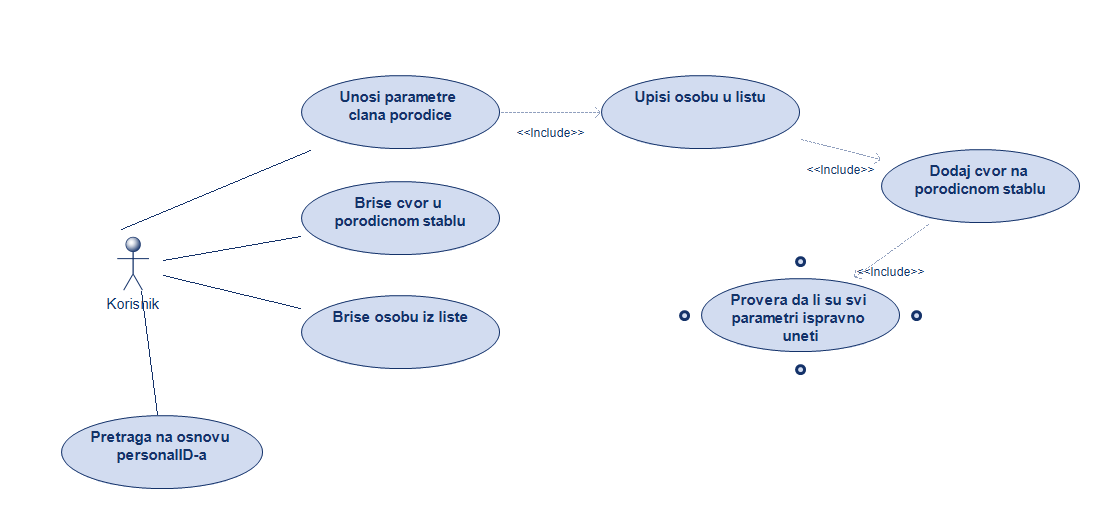 Unosi parametre
clana porodice
<<Include>>
Upisi osobu u listu
<<Include>>
Dodaj cvor na
porodicnom stablu
<<Include>>
Provera da li su svi
parametri ispravno
uneti
Brise cvor u
porodicnom stablu
Korisnik
Brise osobu iz liste
Pretraga na osnovu
personalID-a